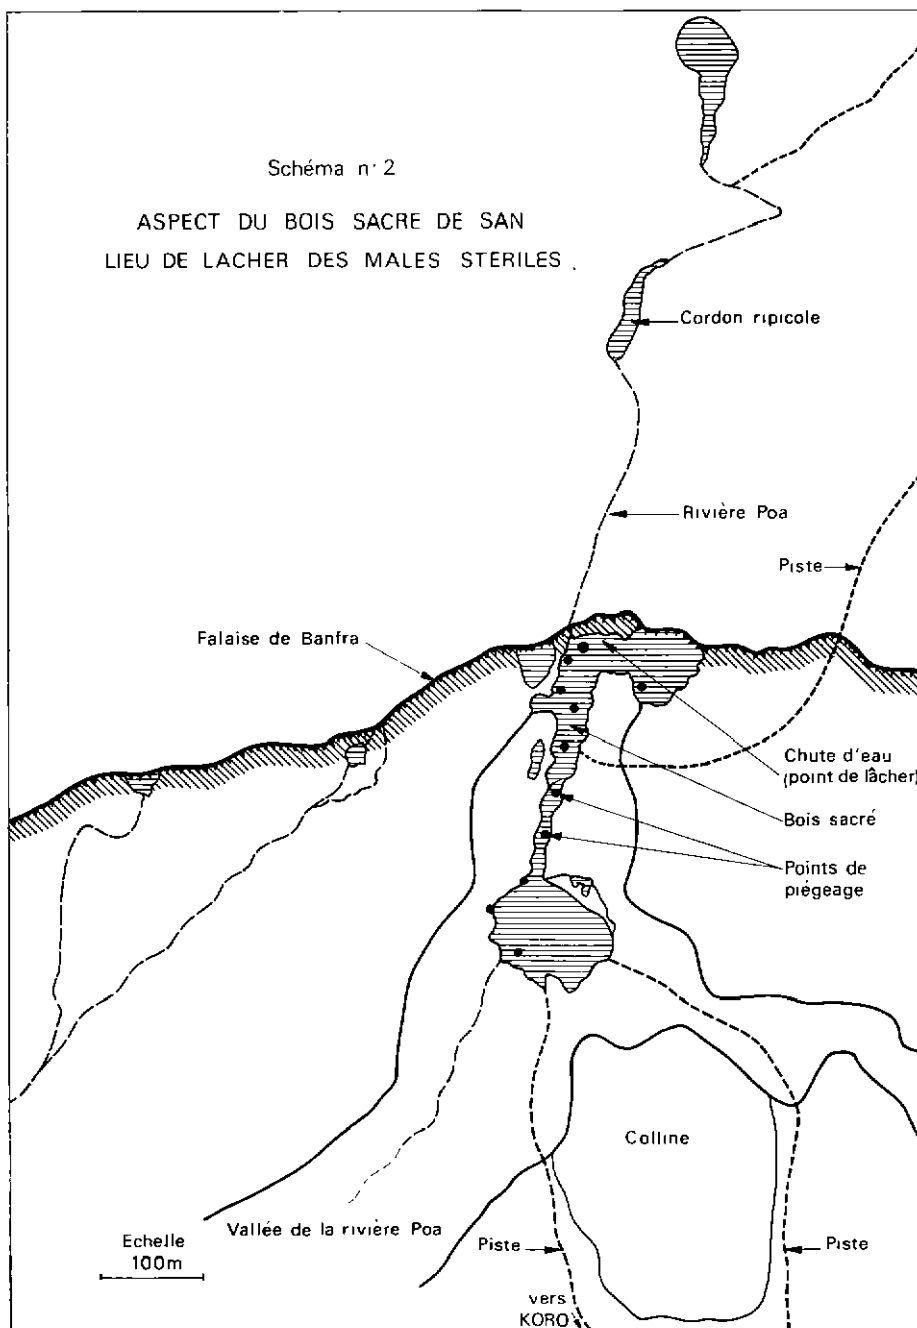 Schéma n° 2
ASPECT DU BOIS SACRE DE SAN
LIEU DE LACHER DES MALES STERILES
Cordon ripicole
Rivière Poa
Piste
Falaise de Banfra
Chute d'eau
(point de lâcher)
Bois sacré
Points de
piégeage
Colline
Vallée de la rivière Poa
Echelle
100m
Piste
Piste
vers
KORO